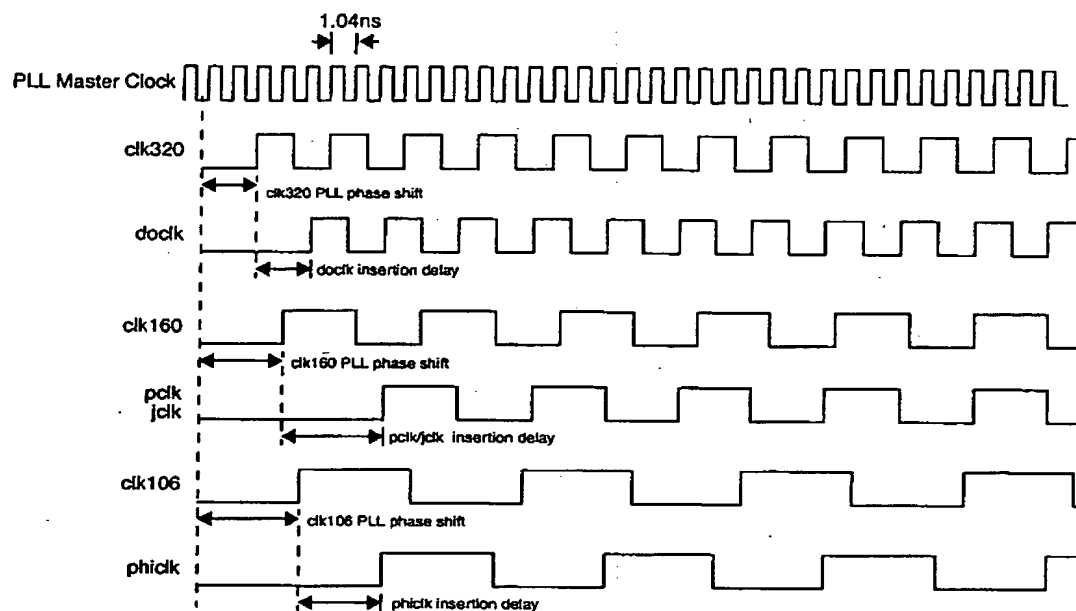 1.04ns
PLL Master Clock
clk320
clk320 PLL phase shift
doclk
doclk insertion delay
clk160
clk160 PLL phase shift
pclk
jclk
pclk/jclk insertion delay
clk106
clk106 PLL phase shift
phiclk
phiclk insertion delay